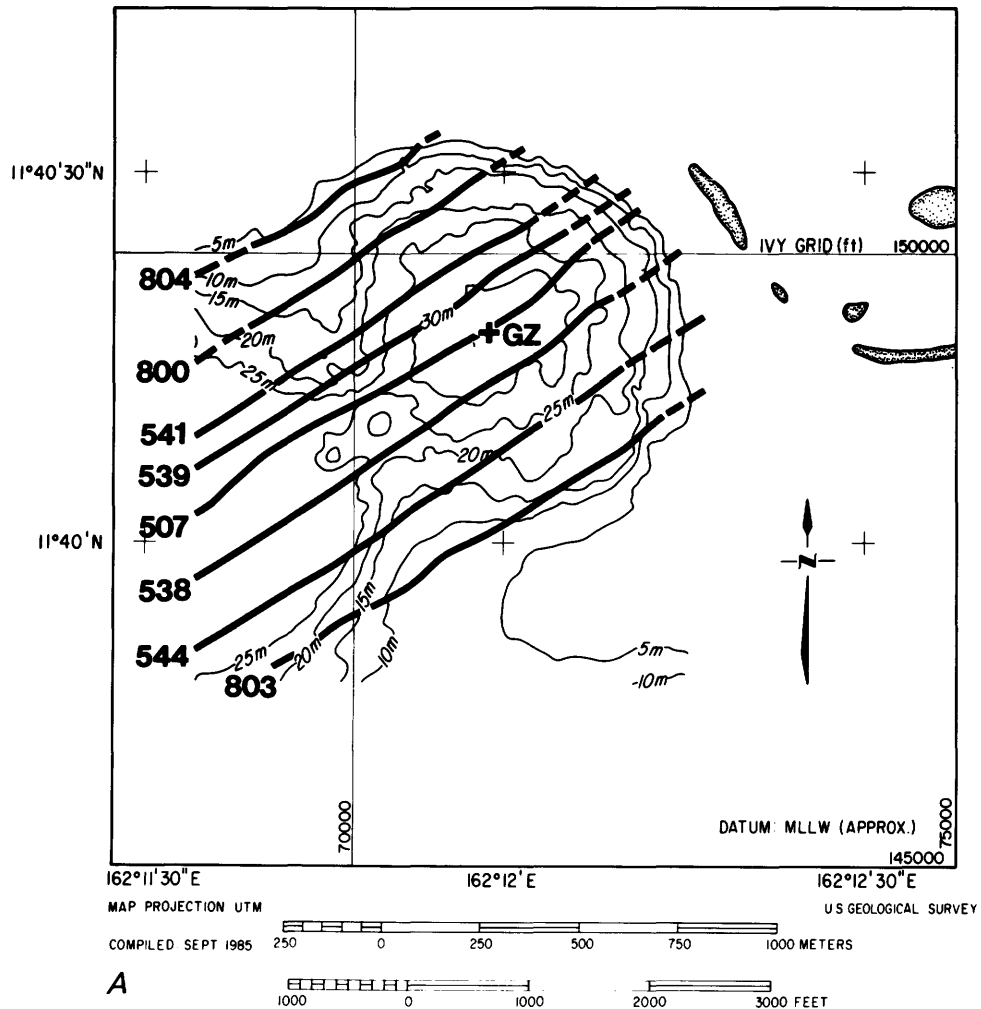 11°40'30"N
5m
IVY GRID (ft) 150000
804
10m
15m
30m
GZ
20m
800
25m
25m
541
20m
539
507
11°40'N
538
15m
544
25m
20m
10m
5m
803
10m
N
70000
DATUM: MLLW (APPROX.)
75000
145000
162°11'30"E 162°12'E 162°12'30"E
MAP PROJECTION UTM
U S GEOLOGICAL SURVEY
COMPILED SEPT 1985
250 0 250 500 750 1000 METERS
A
1000 0 1000 2000 3000 FEET